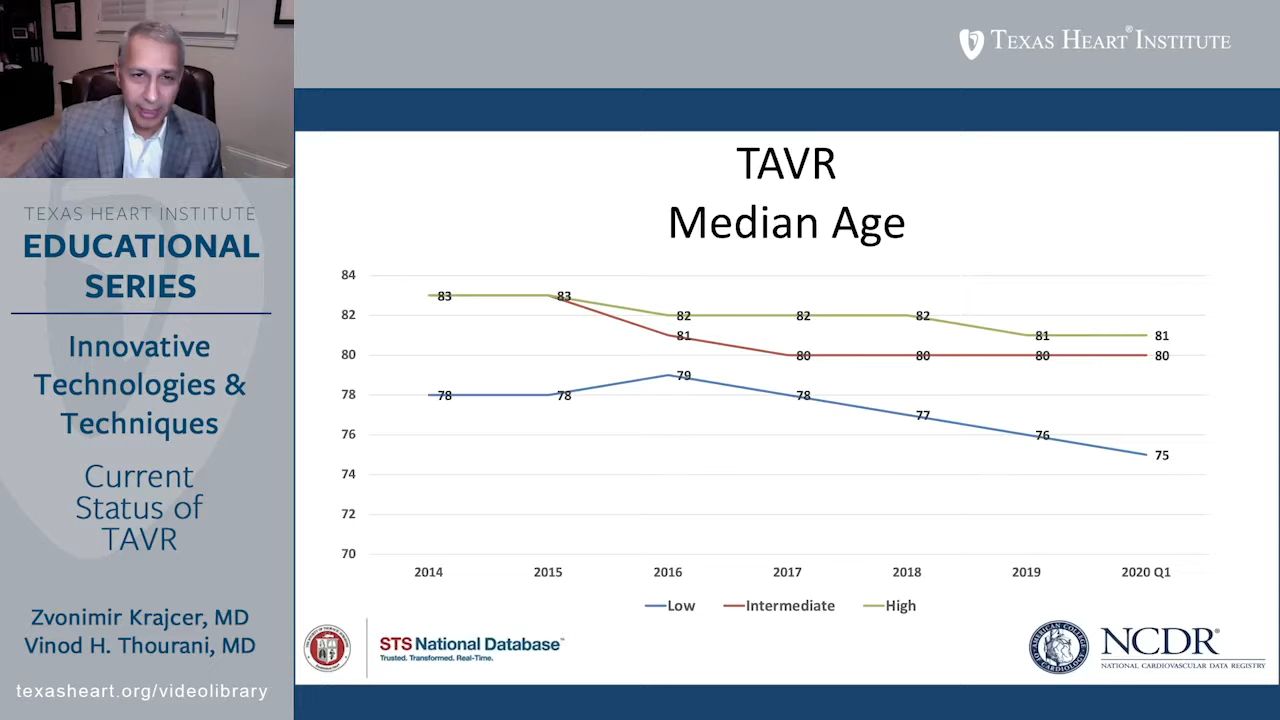 TEXAS HEART® INSTITUTE
TEXAS HEART INSTITUTE
EDUCATIONAL
SERIES
Innovative
Technologies &
Techniques
Current
Status of
TAVR
Zvonimir Krajcer, MD
Vinod H. Thourani, MD
texasheart.org/videolibrary
TAVR
Median Age
84
82
80
78
76
74
72
70
83 83 82 82 82 81 81
81 80 80 80 80
78 78 79 78 77 76 75
2014 2015 2016 2017 2018 2019 2020 Q1
Low Intermediate High
STS National Database™
Trusted. Transformed. Real-Time.
NCDR®
NATIONAL CARDIOVASCULAR DATA REGISTRY